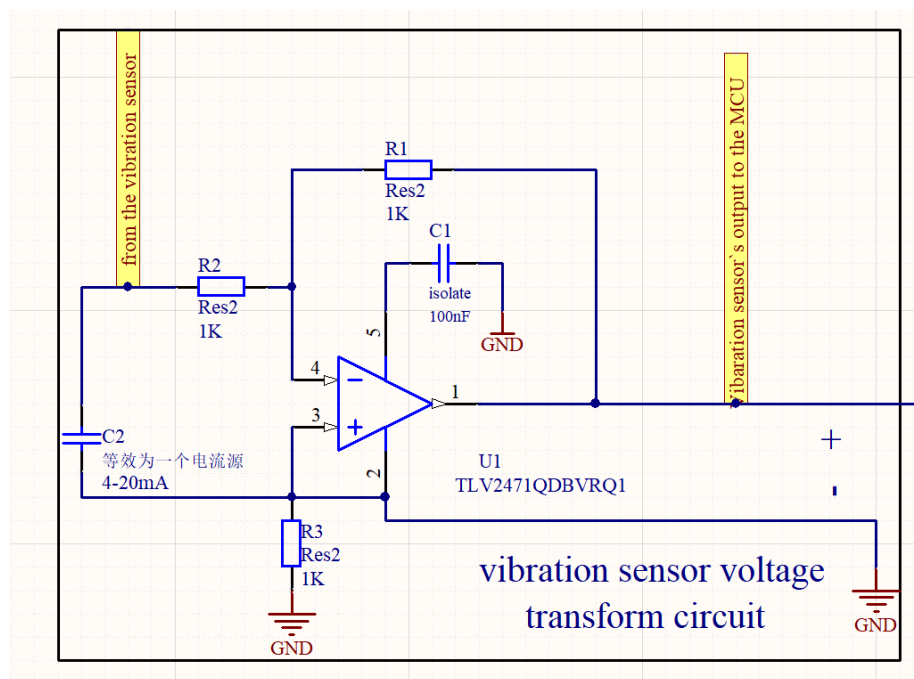 from the vibration sensor
Vibaration sensor`s output to the MCU
R1
Res2
1K
C1
isolate
100nF
GND
R2
Res2
1K
5
4
3
1
2
C2
等效为一个电流源
4-20mA
U1
TLV2471QDBVRQ1
+
-
R3
Res2
1K
GND
vibration sensor voltage
transform circuit
GND